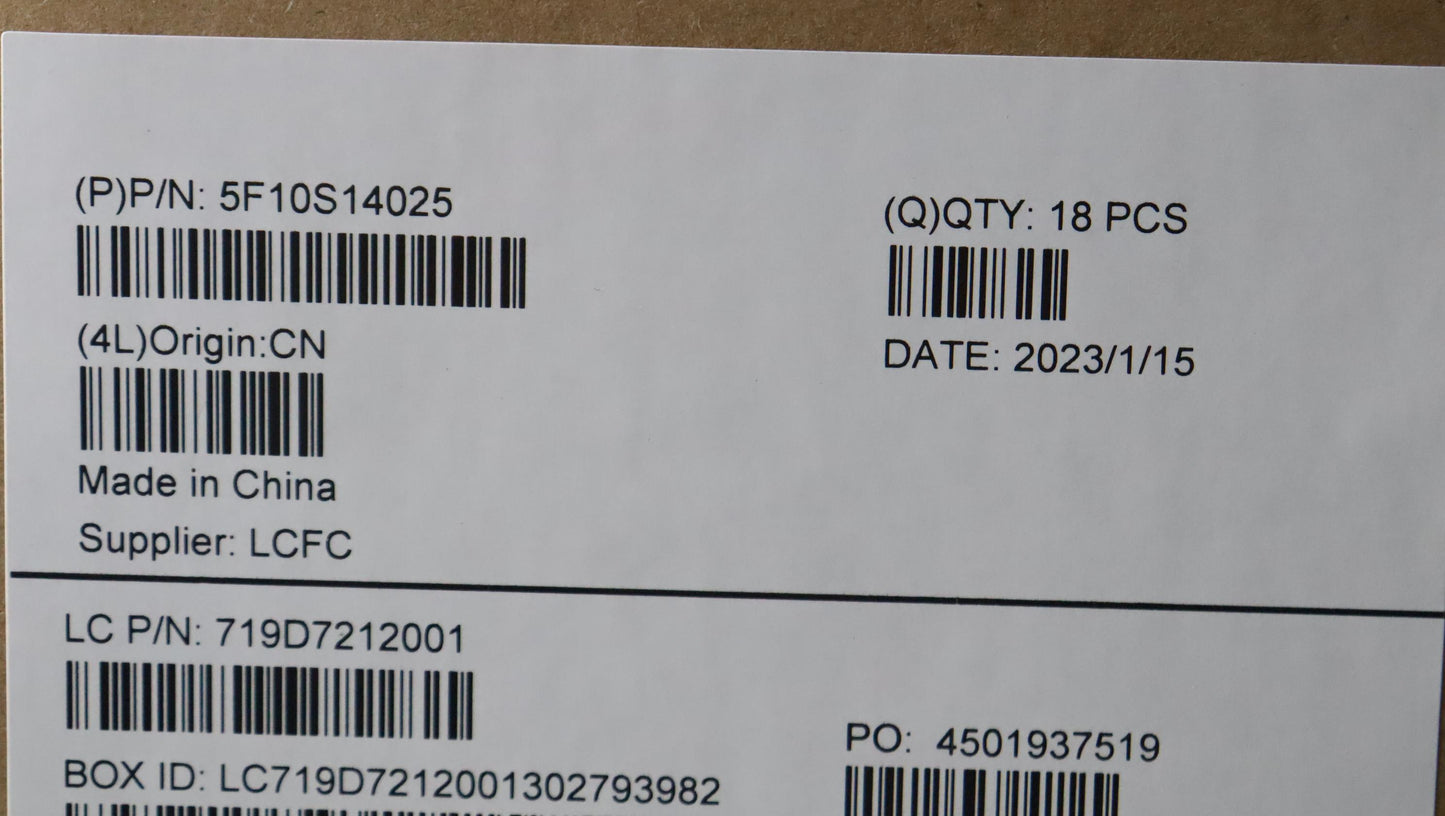 (P)P/N: 5F10S14025
(Q)QTY: 18 PCS
(4L)Origin:CN
DATE: 2023/1/15
Made in China
Supplier: LCFC
LC P/N: 719D7212001
PO: 4501937519
BOX ID: LC719D7212001302793982